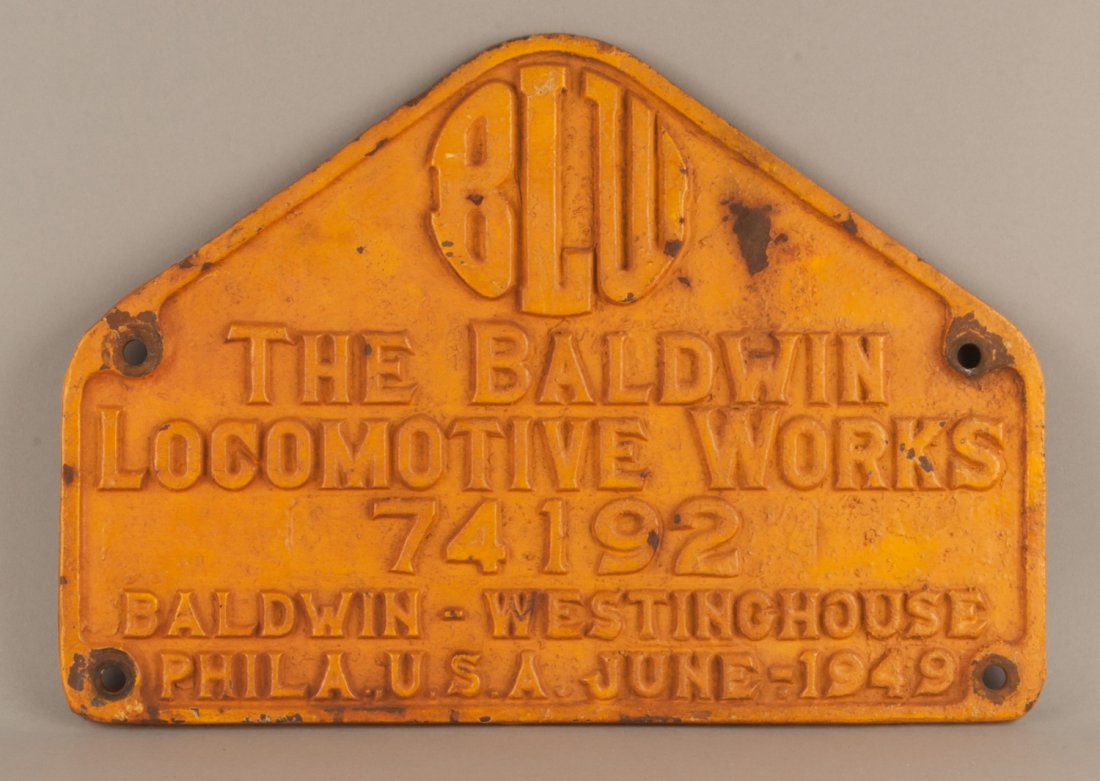 BLW
THE BALDWIN
LOCOMOTIVE WORKS
74192
BALDWIN - WESTINGHOUSE
PHILA. U.S.A. JUNE-1949